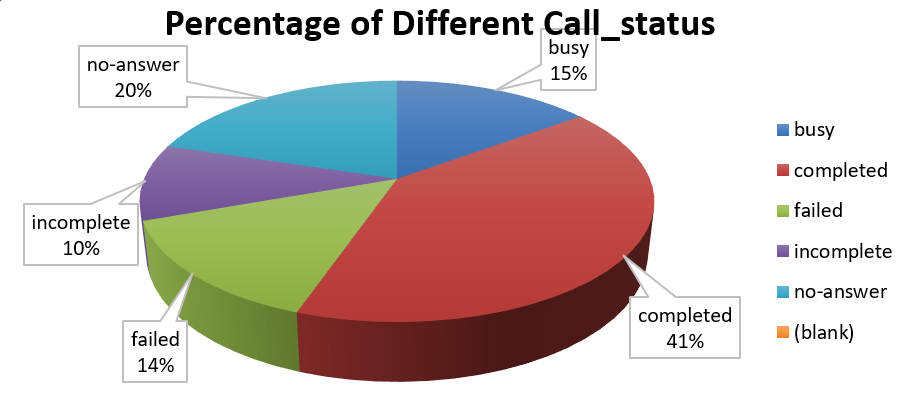 Percentage of Different Call_status
busy
15%
no-answer
20%
incomplete
10%
failed
14%
completed
41%
busy
completed
failed
incomplete
no-answer
(blank)